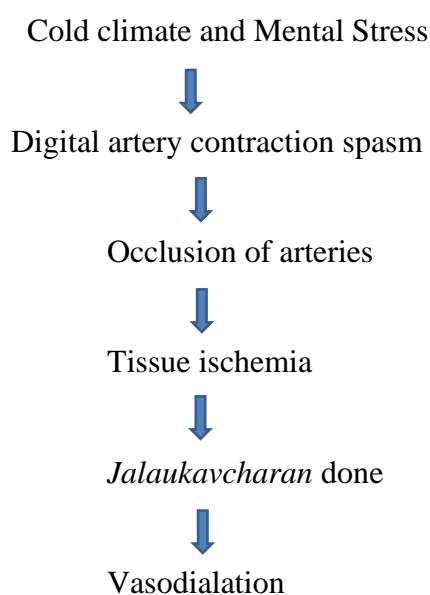 Cold climate and Mental Stress
Digital artery contraction spasm
Occlusion of arteries
Tissue ischemia
Jalaukavcharan done
Vasodialation